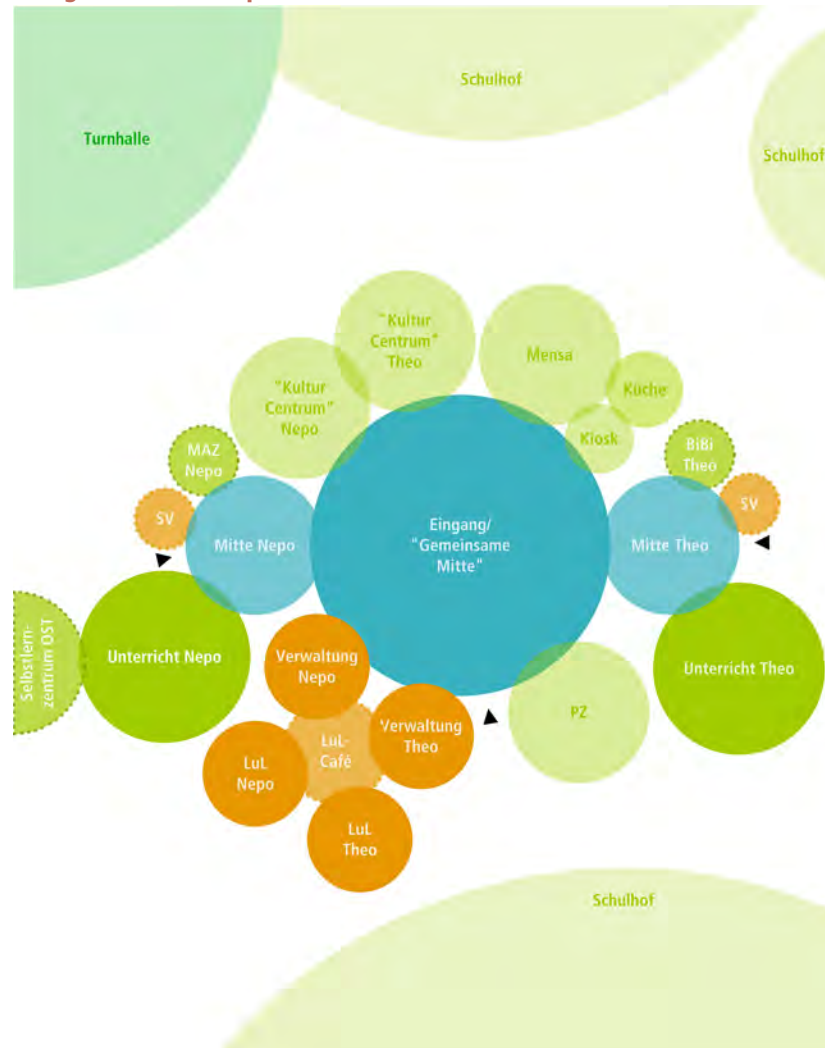 Schulhof
Turnhalle
Schulhof
"Kultur
Centrum"
Theo
Mensa
"Kultur
Centrum"
Nepo
Küche
Kiosk
MAZ
Nepo
BiBi
Theo
SV
SV
Eingang/
"Gemeinsame
Mitte"
Mitte Nepo
Mitte Theo
Selbstlern-
zentrum OST
Unterricht Nepo
Verwaltung
Nepo
Unterricht Theo
PZ
Verwaltung
Theo
LuL-
Café
LuL
Nepo
LuL
Theo
Schulhof